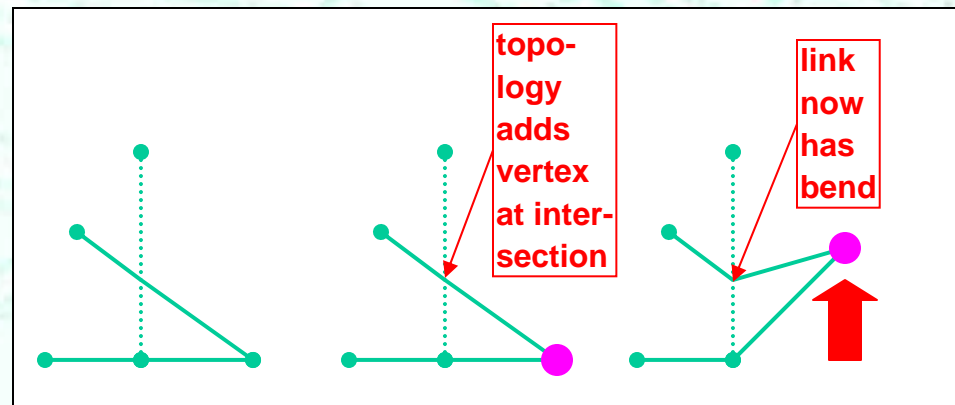 topo-
logy
adds
vertex
at inter-
section
link
now
has
bend